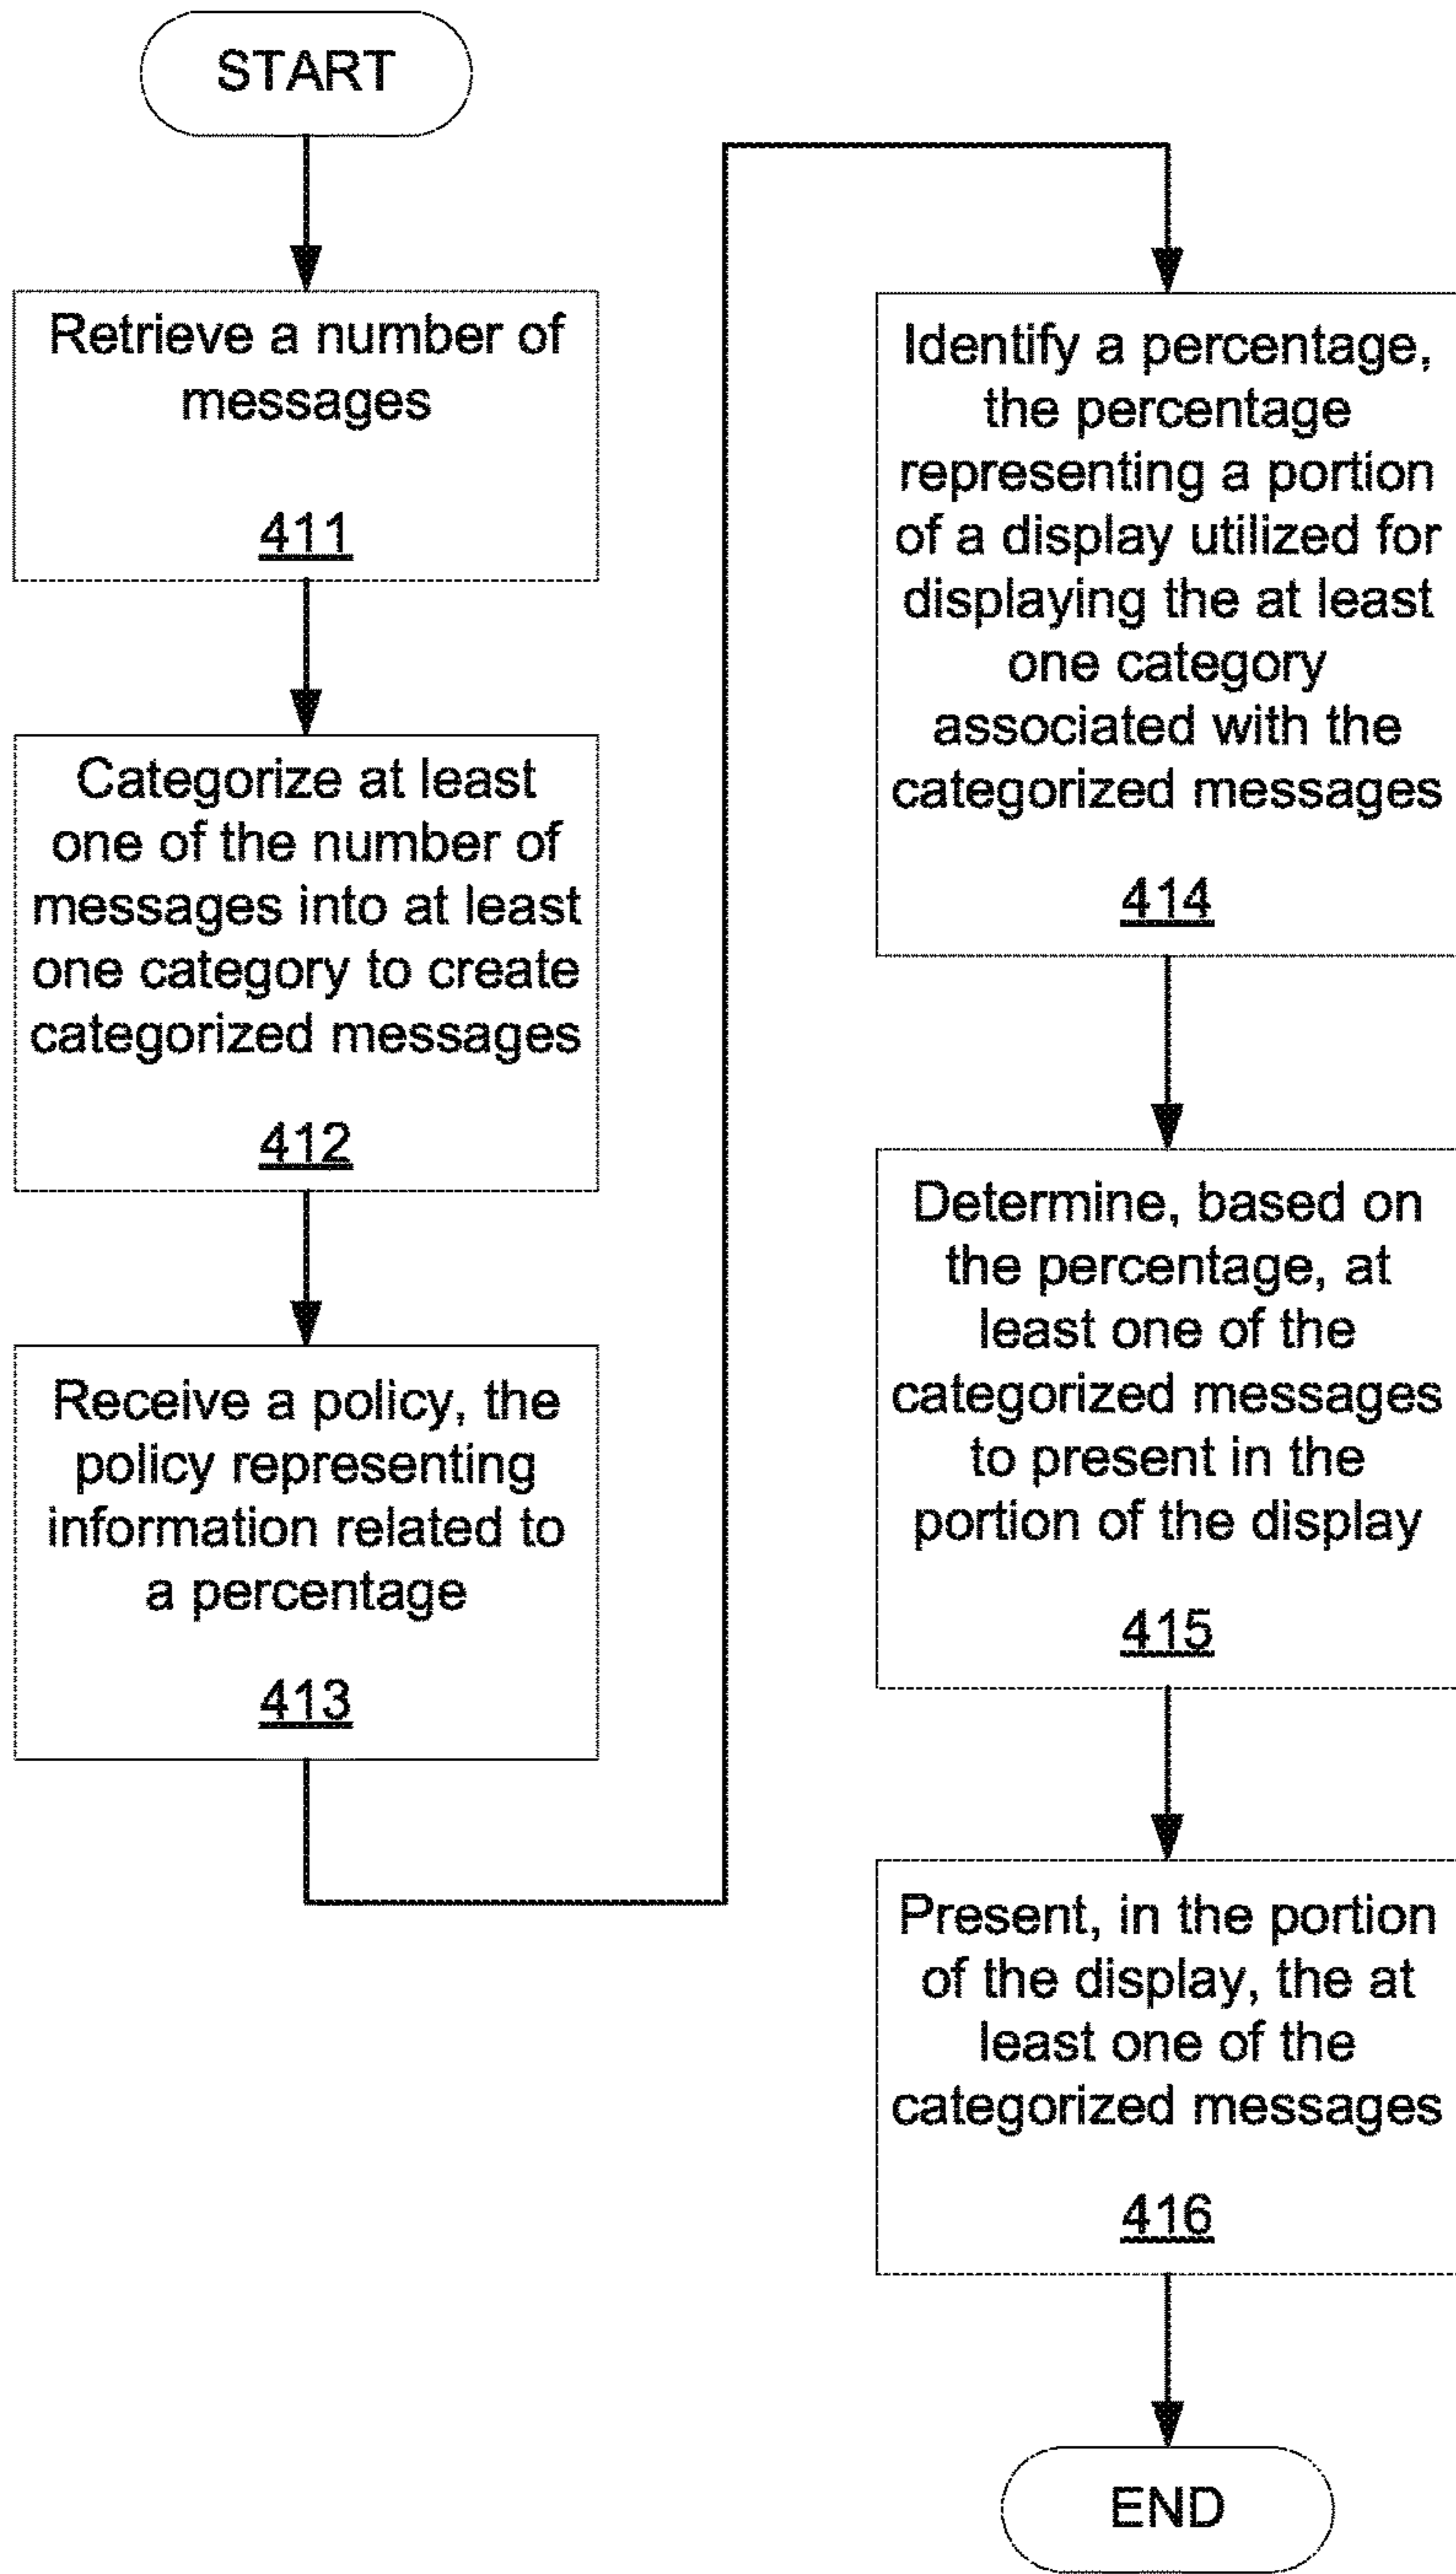 START
Retrieve a number of
messages
411
Categorize at least
one of the number of
messages into at least
one category to create
categorized messages
412
Receive a policy, the
policy representing
information related to
a percentage
413
Identify a percentage,
the percentage
representing a portion
of a display utilized for
displaying the at least
one category
associated with the
categorized messages
414
Determine, based on
the percentage, at
least one of the
categorized messages
to present in the
portion of the display
415
Present, in the portion
of the display, the at
least one of the
categorized messages
416
END